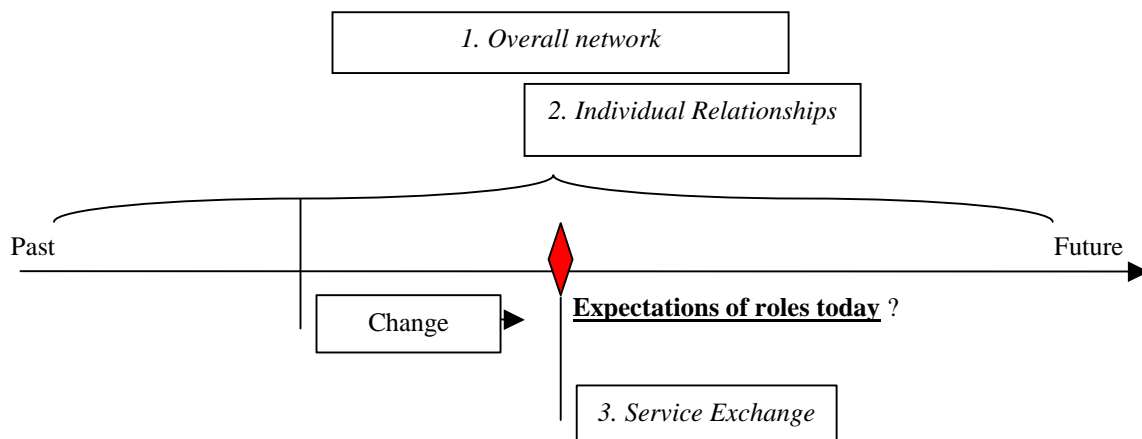 1. Overall network
2. Individual Relationships
Past
Future
Expectations of roles today ?
Change
3. Service Exchange